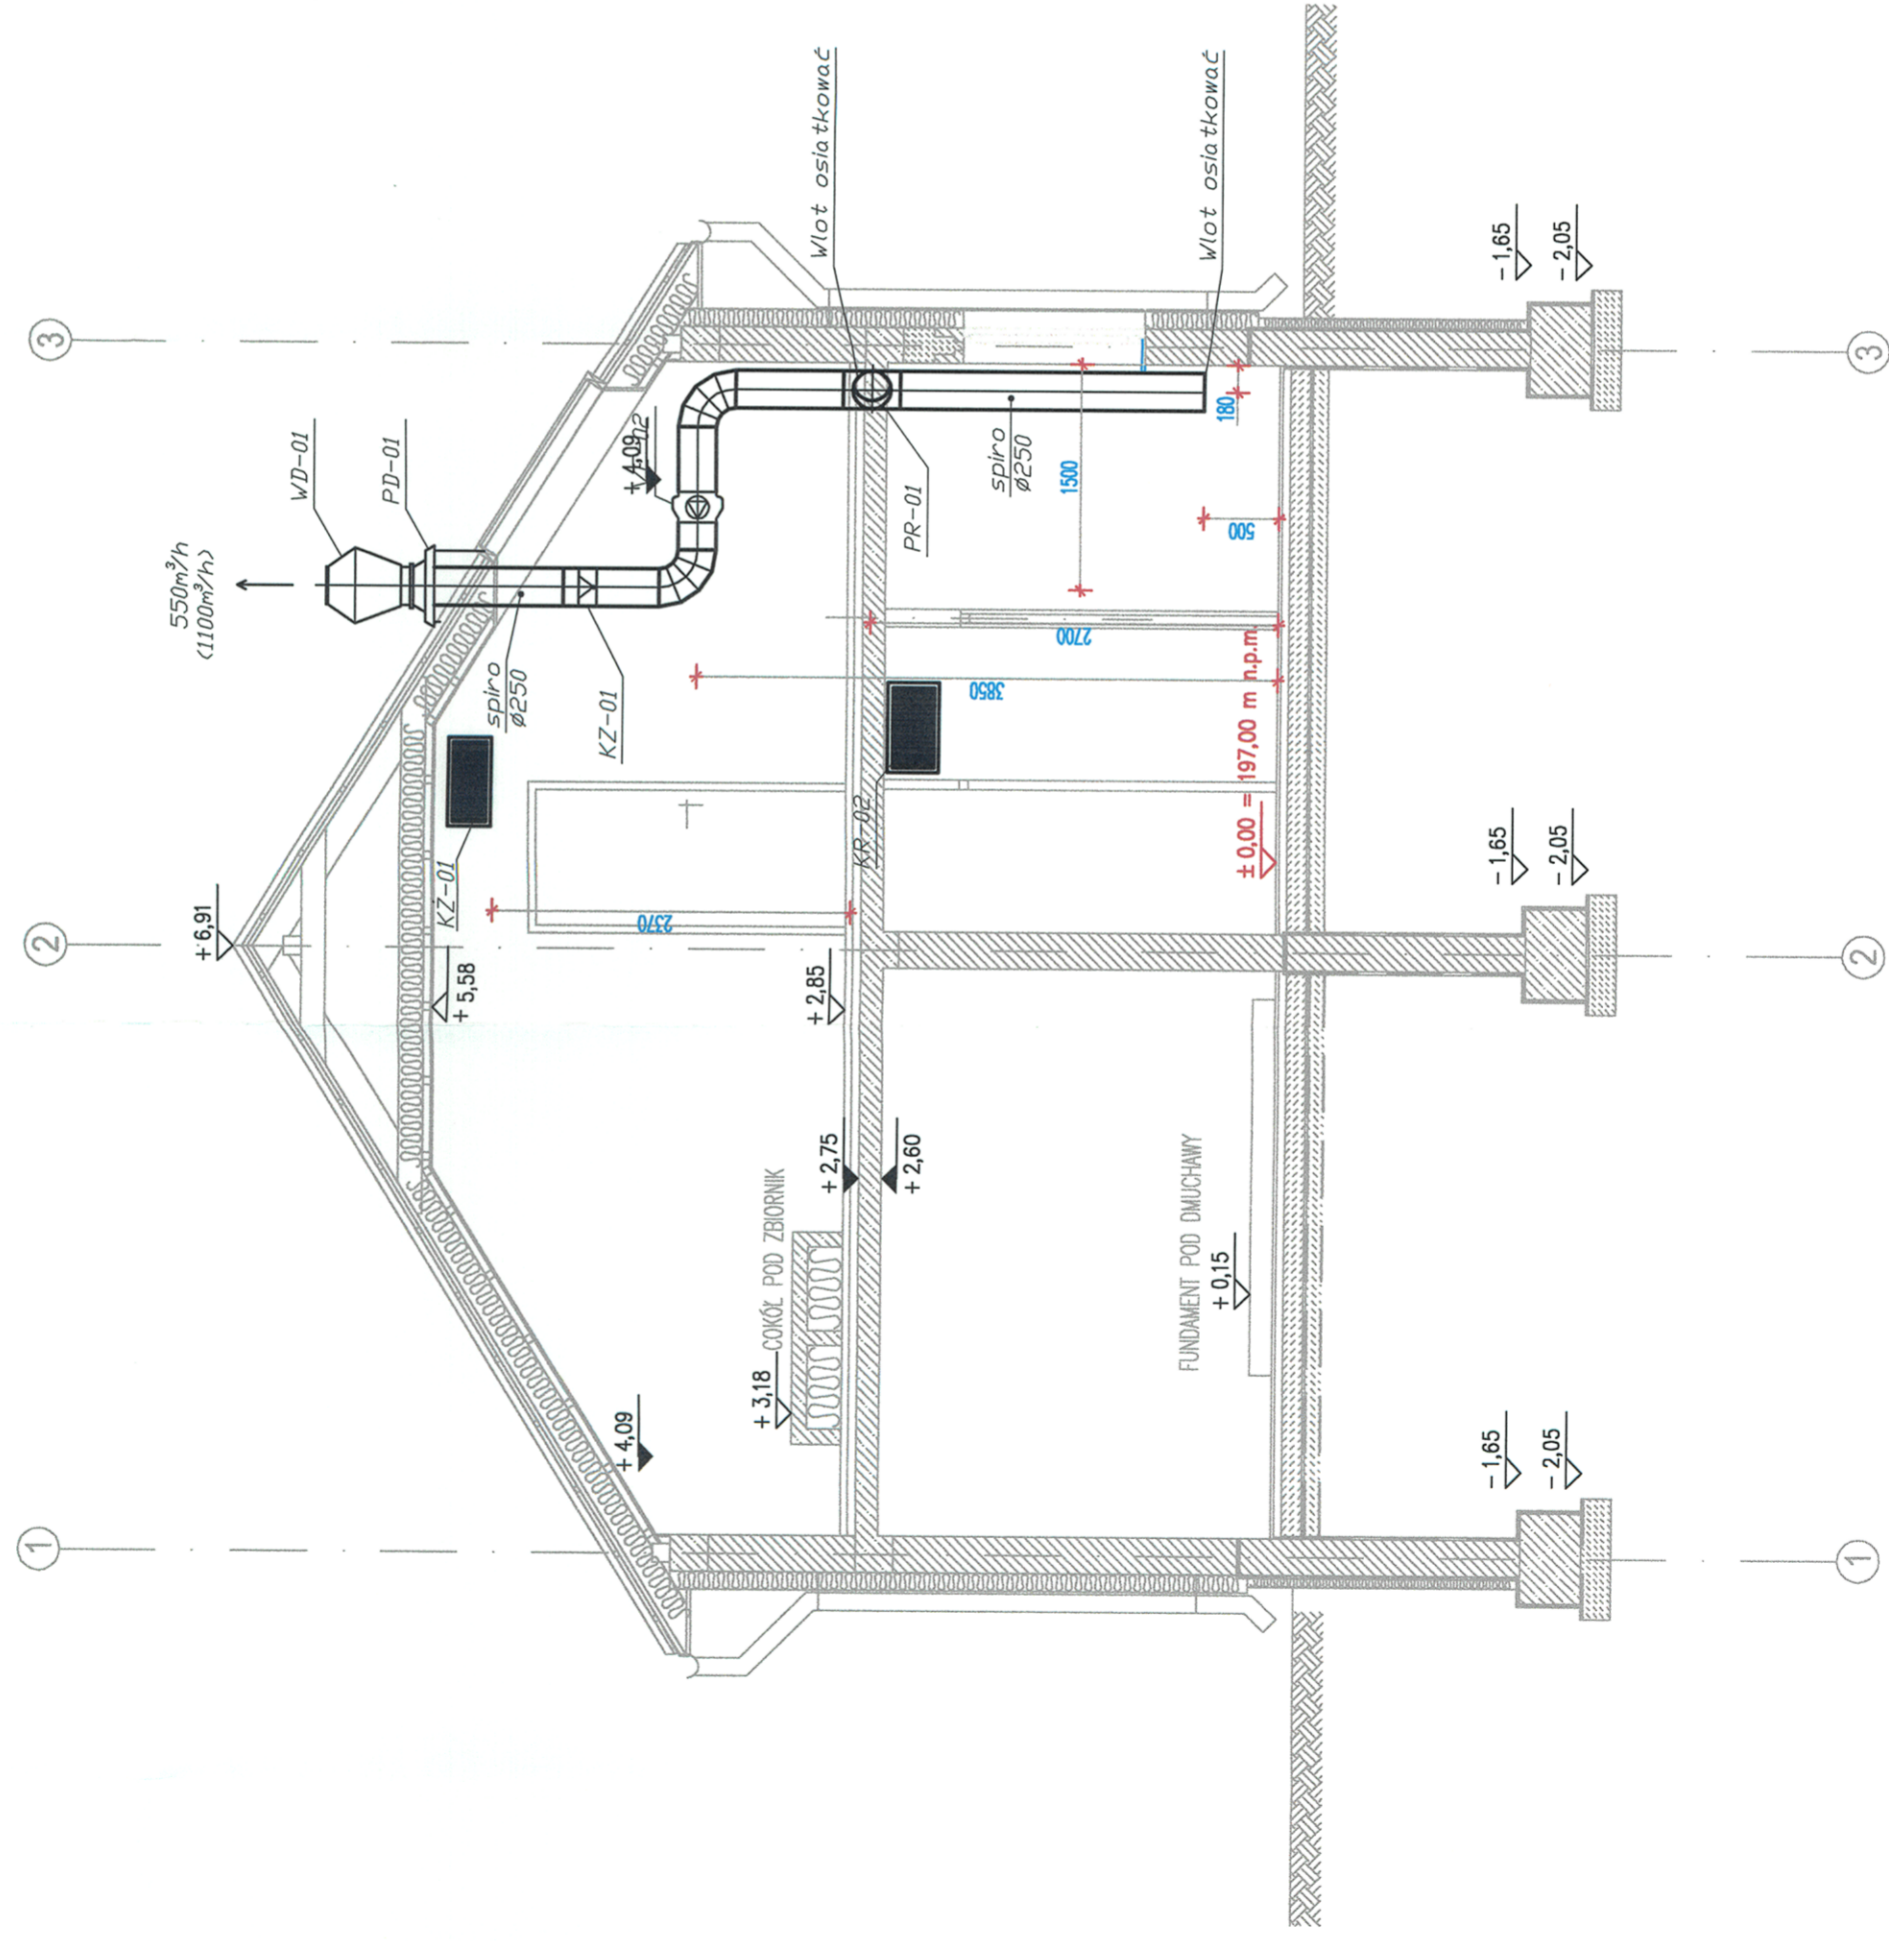 3
2
1
550m³/h
(1100m³/h)
WD-01
PD-01
Wlot osiatkować
Wlot osiatkować
+ 6,91
+ 4,09
spiro
ø250
KZ-01
KZ-01
PR-01
spiro
ø250
1500
180
500
2700
3850
KR-02
± 0,00 = 197,00 m n.p.m.
2370
+ 5,58
+ 2,85
+ 2,75
+ 2,60
COKÓŁ POD ZBIORNIK
+ 3,18
+ 4,09
FUNDAMENT POD DMUCHAWY
+ 0,15
- 1,65
- 2,05
- 1,65
- 2,05
- 1,65
- 2,05
3
2
1